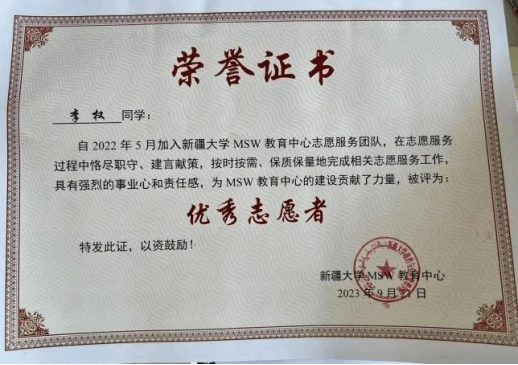 荣誉证书
李权 同学：
自 2022 年 5 月加入新疆大学 MSW 教育中心志愿服务团队，在志愿服务
过程中恪尽职守、建言献策，按时按需、保质保量地完成相关志愿服务工作，
具有强烈的事业心和责任感，为 MSW 教育中心的建设贡献了力量，被评为：
优秀志愿者
特发此证，以资鼓励！
新疆大学 MSW 教育中心
2023 年 9 月 21 日